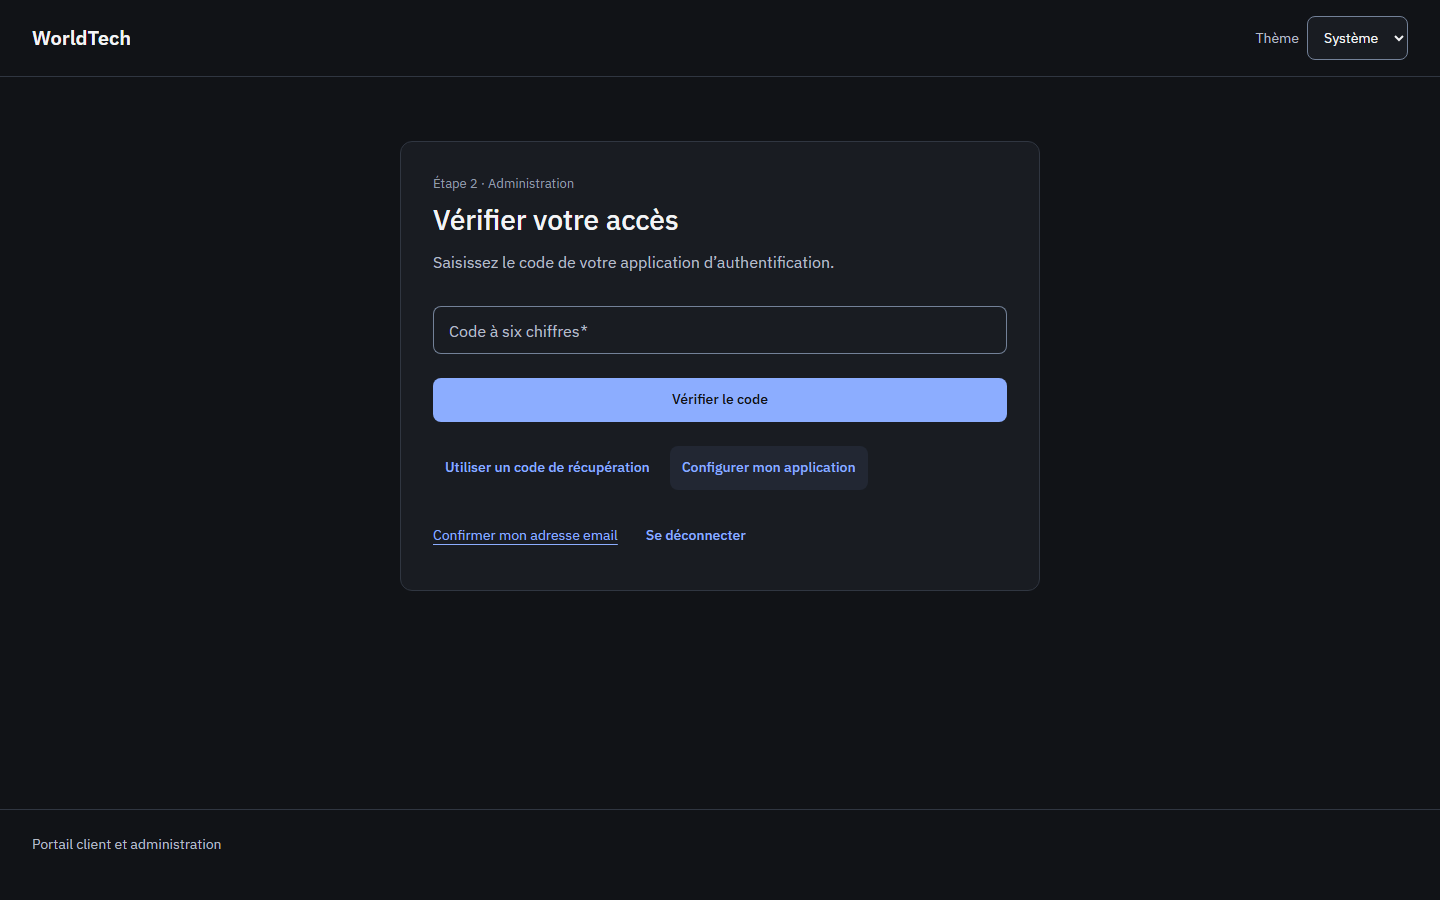 WorldTech
Thème Système
Étape 2 · Administration
Vérifier votre accès
Saisissez le code de votre application d’authentification.
Code à six chiffres*
Vérifier le code
Utiliser un code de récupération Configurer mon application
Confirmer mon adresse email Se déconnecter
Portail client et administration